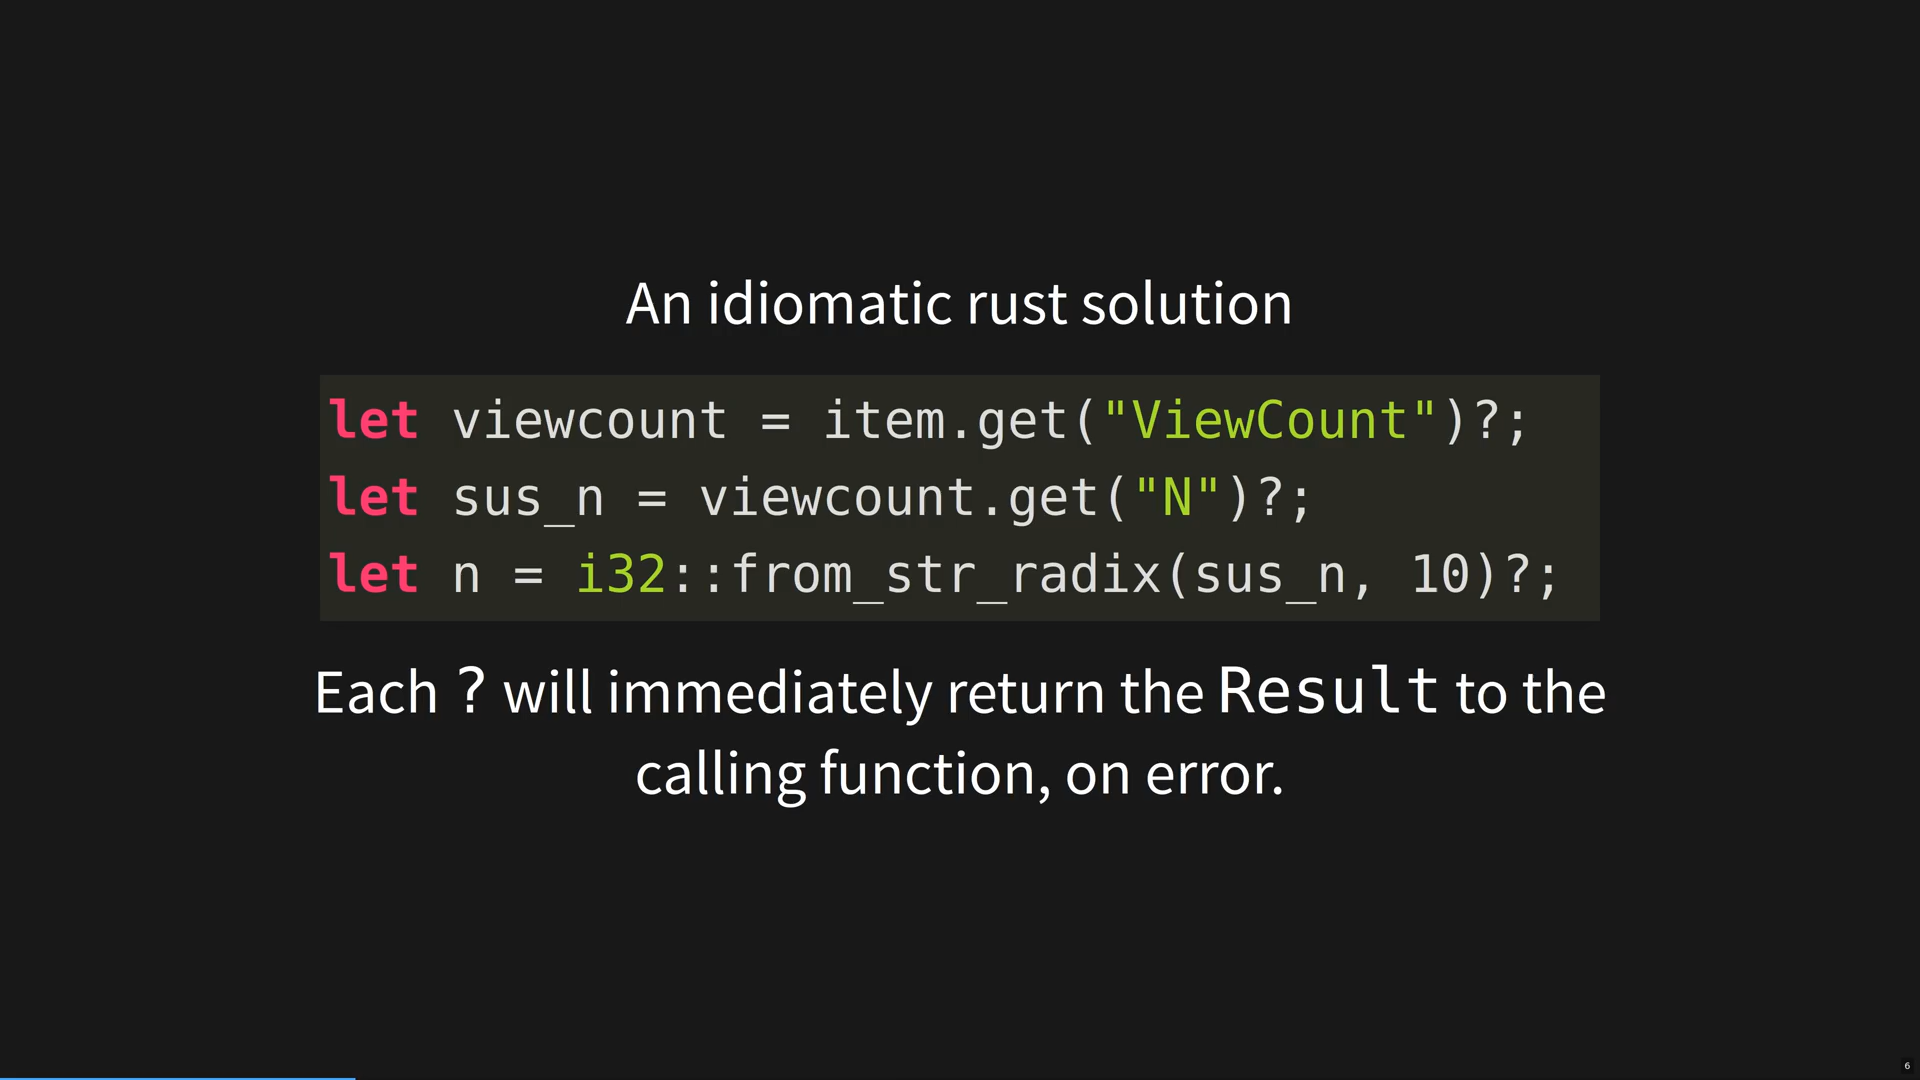 An idiomatic rust solution
let viewcount = item.get("ViewCount")?;
let sus_n = viewcount.get("N")?;
let n = i32::from_str_radix(sus_n, 10)?;
Each ? will immediately return the Result to the
calling function, on error.
6